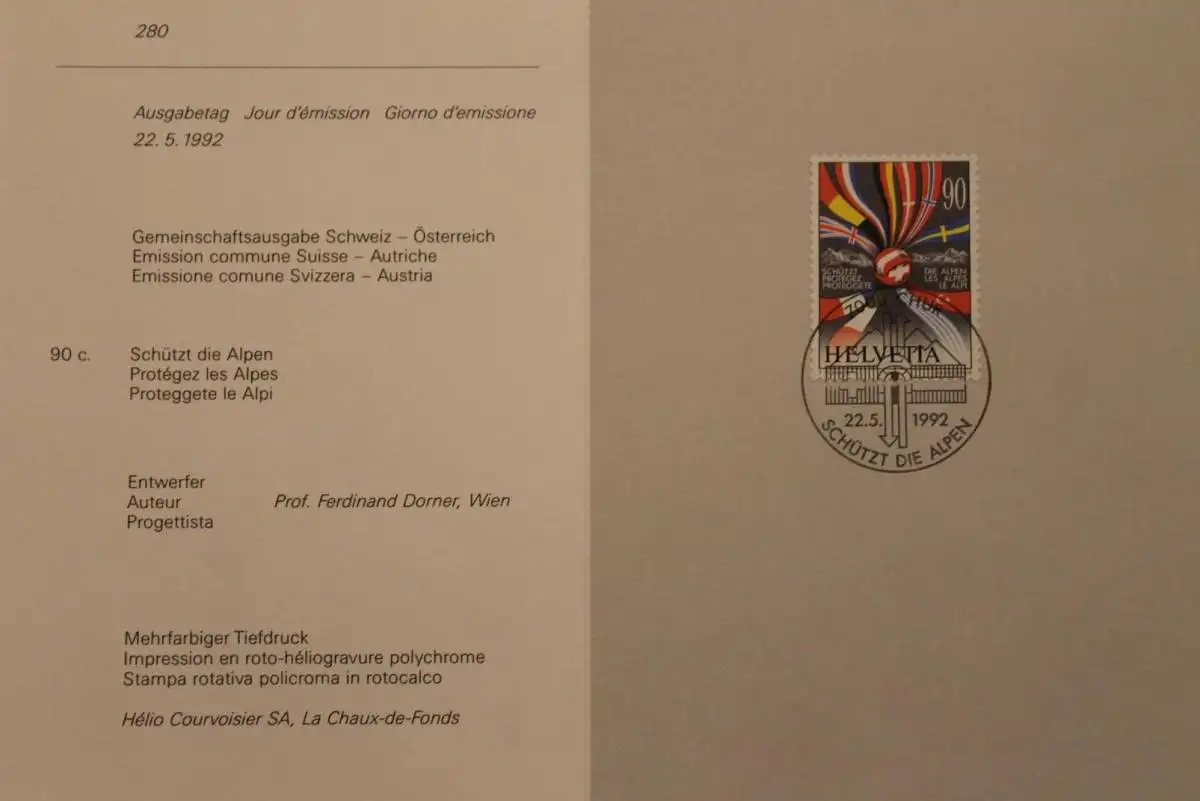 280
Ausgabetag Jour d'émission Giorno d'emissione
22. 5. 1992
Gemeinschaftsausgabe Schweiz – Österreich
Emission commune Suisse – Autriche
Emissione comune Svizzera – Austria
90 c. Schützt die Alpen
Protégez les Alpes
Proteggete le Alpi
Entwerfer
Auteur Prof. Ferdinand Dorner, Wien
Progettista
Mehrfarbiger Tiefdruck
Impression en roto-héliogravure polychrome
Stampa rotativa policroma in rotocalco
Hélio Courvoisier SA, La Chaux-de-Fonds
90
SCHÜTZT DIE ALPEN
PROTÉGEZ LES ALPES
PROTEGGETE LE ALPI
7000 CHUR
HELVETIA
22.5. 1992
SCHÜTZT DIE ALPEN